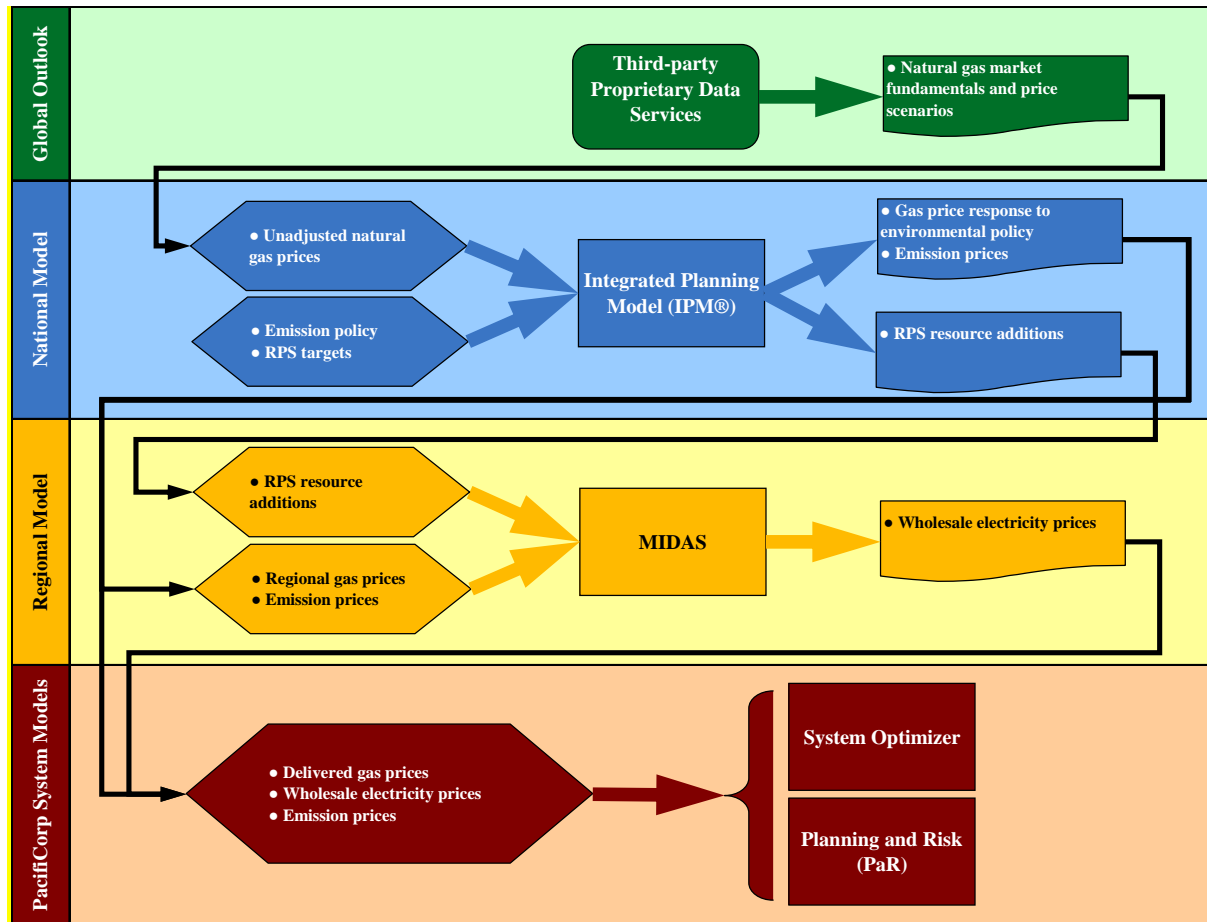 Global Outlook
Third-party
Proprietary Data
Services
● Natural gas market
fundamentals and price
scenarios
National Model
● Unadjusted natural
gas prices
● Emission policy
● RPS targets
Integrated Planning
Model (IPM®)
● Gas price response to
environmental policy
● Emission prices
● RPS resource additions
Regional Model
● RPS resource
additions
● Regional gas prices
● Emission prices
MIDAS
● Wholesale electricity prices
PacifiCorp System Models
● Delivered gas prices
● Wholesale electricity prices
● Emission prices
System Optimizer
Planning and Risk
(PaR)